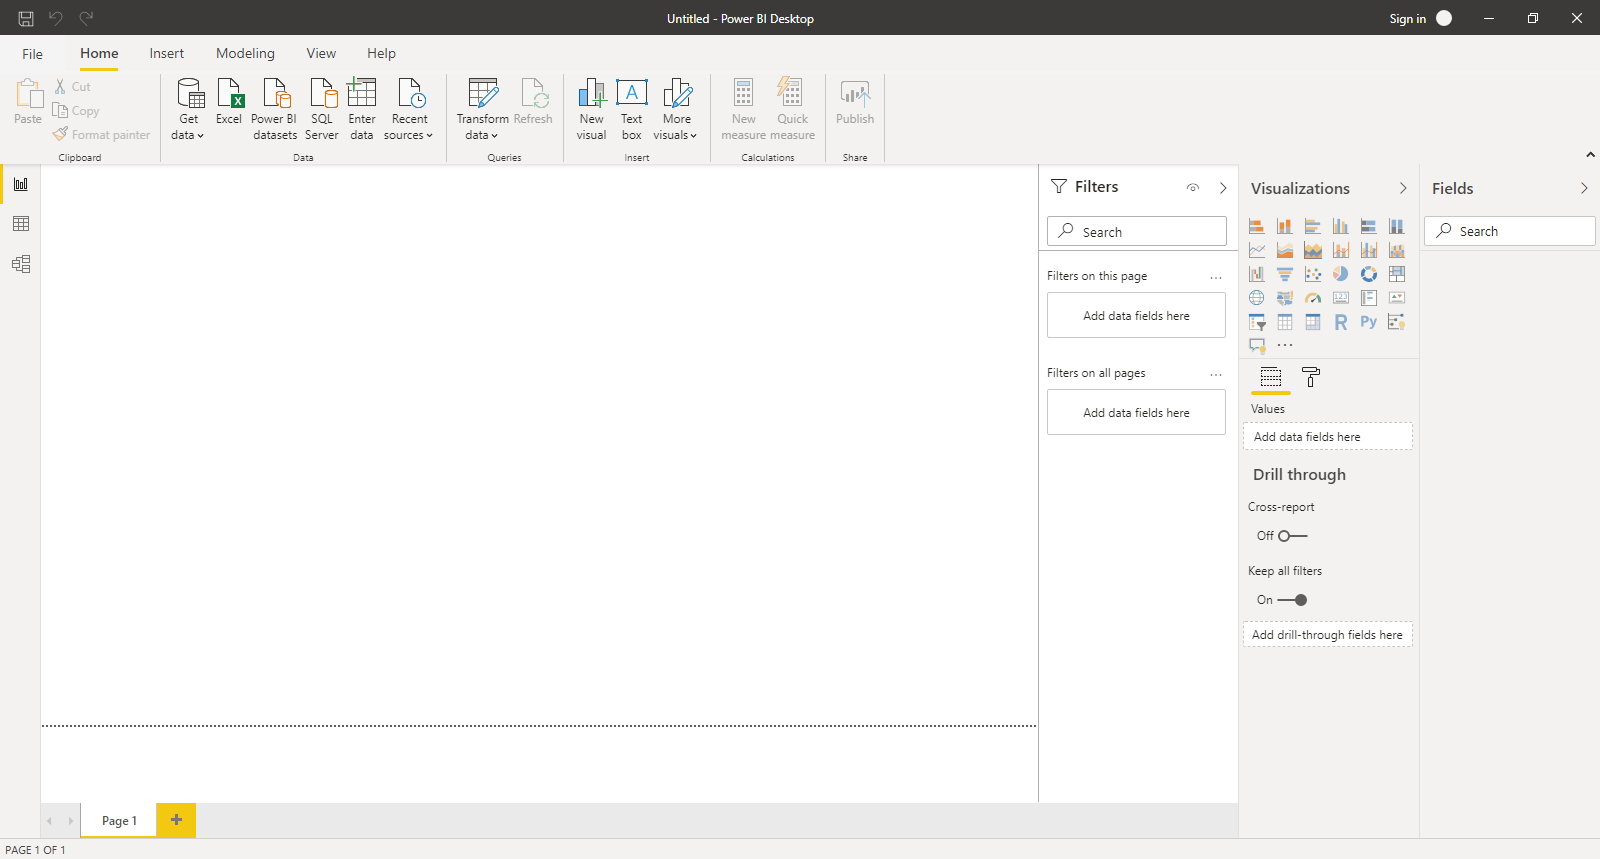 Untitled - Power BI Desktop
Sign in
File
Home
Insert
Modeling
View
Help
Paste
Cut
Copy
Format painter
Clipboard
Get
data
Excel
Power BI
datasets
SQL
Server
Enter
data
Recent
sources
Data
Transform
data
Refresh
Queries
New
visual
Text
box
More
visuals
Insert
New
measure
Quick
measure
Calculations
Publish
Share
Filters
Search
Filters on this page
Add data fields here
Filters on all pages
Add data fields here
Visualizations
123
R
Py
Values
Add data fields here
Drill through
Cross-report
Off
Keep all filters
On
Add drill-through fields here
Fields
Search
Page 1
PAGE 1 OF 1